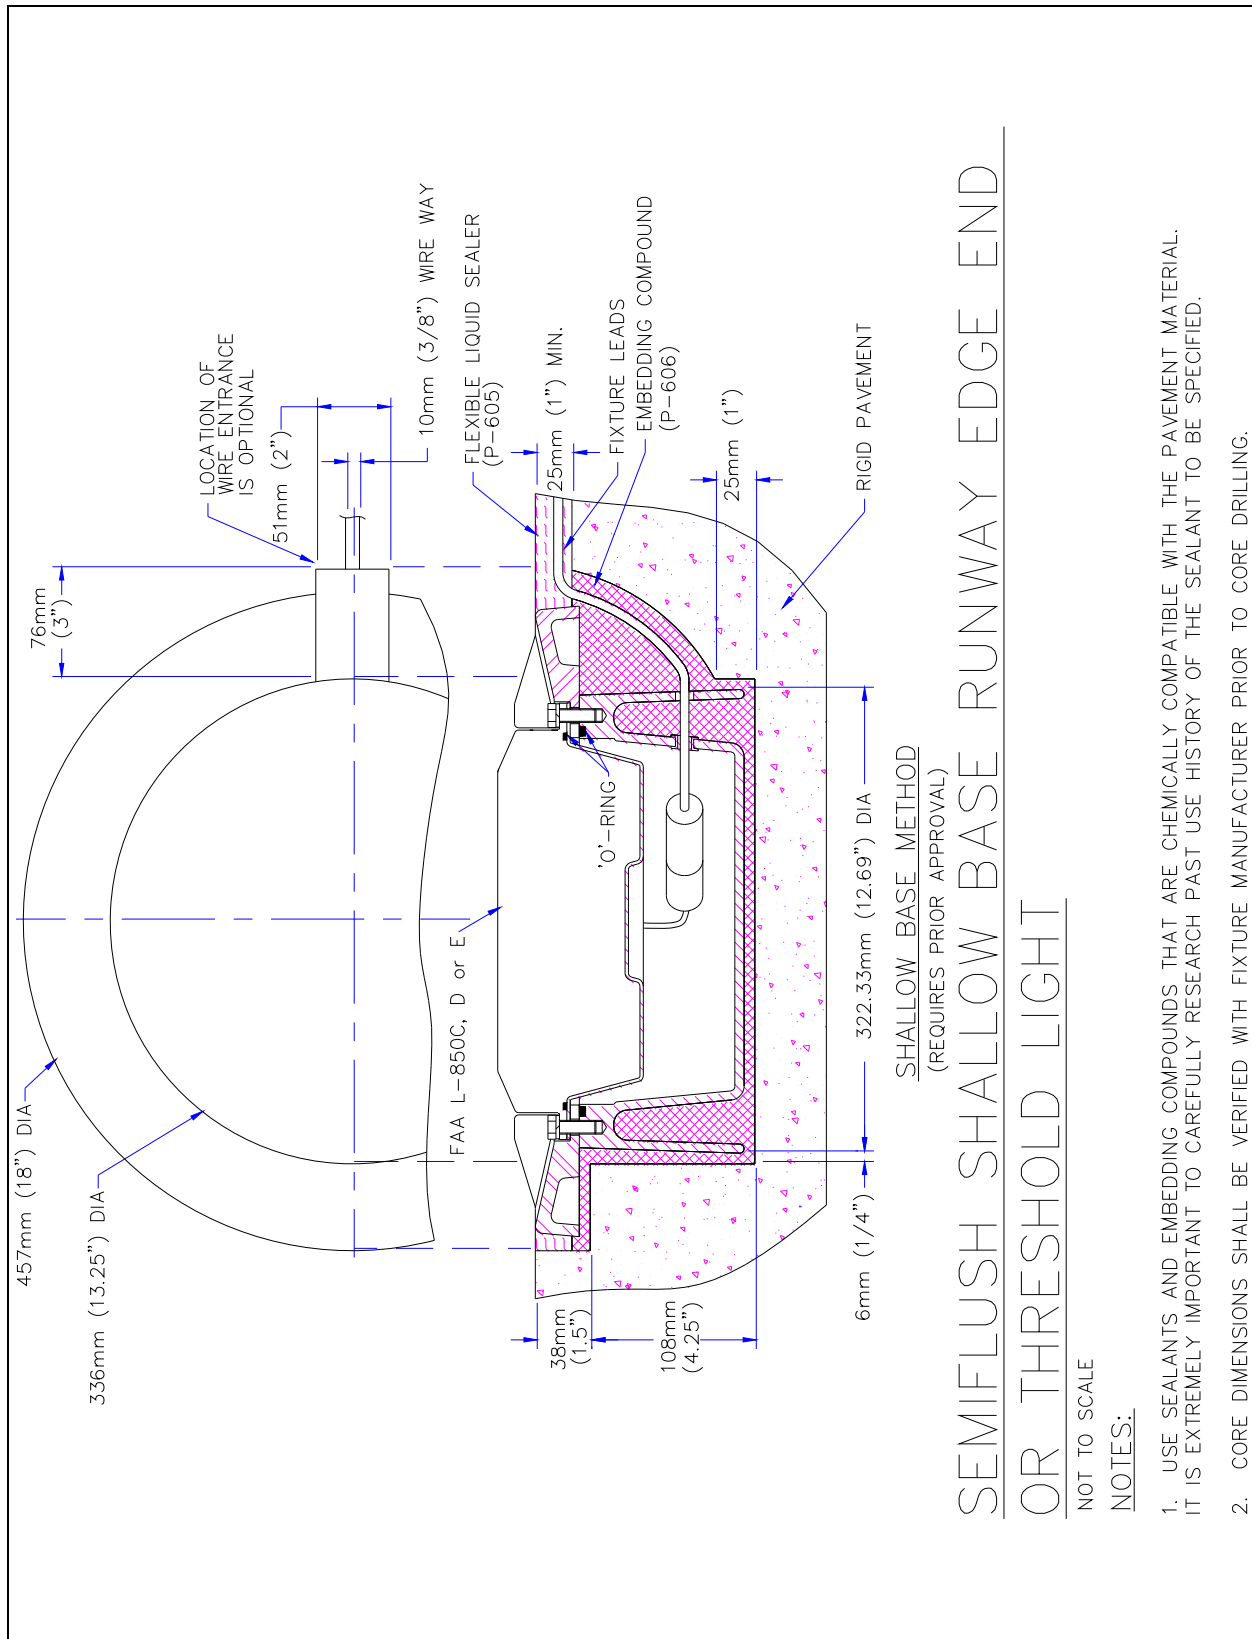 457mm (18") DIA
336mm (13.25") DIA
76mm
(3")
LOCATION OF
WIRE ENTRANCE
IS OPTIONAL
51mm (2")
10mm (3/8") WIRE WAY
FLEXIBLE LIQUID SEALER
(P-605)
25mm (1") MIN.
FIXTURE LEADS
EMBEDDING COMPOUND
(P-606)
25mm (1")
RIGID PAVEMENT
FAA L-850C, D or E
'O'-RING
38mm
(1.5")
108mm
(4.25")
6mm (1/4")
322.33mm (12.69") DIA
SHALLOW BASE METHOD
(REQUIRES PRIOR APPROVAL)
SEMIFLUSH SHALLOW BASE RUNWAY EDGE END
OR THRESHOLD LIGHT
NOT TO SCALE
NOTES:
1. USE SEALANTS AND EMBEDDING COMPOUNDS THAT ARE CHEMICALLY COMPATIBLE WITH THE PAVEMENT MATERIAL.
IT IS EXTREMELY IMPORTANT TO CAREFULLY RESEARCH PAST USE HISTORY OF THE SEALANT TO BE SPECIFIED.
2. CORE DIMENSIONS SHALL BE VERIFIED WITH FIXTURE MANUFACTURER PRIOR TO CORE DRILLING.